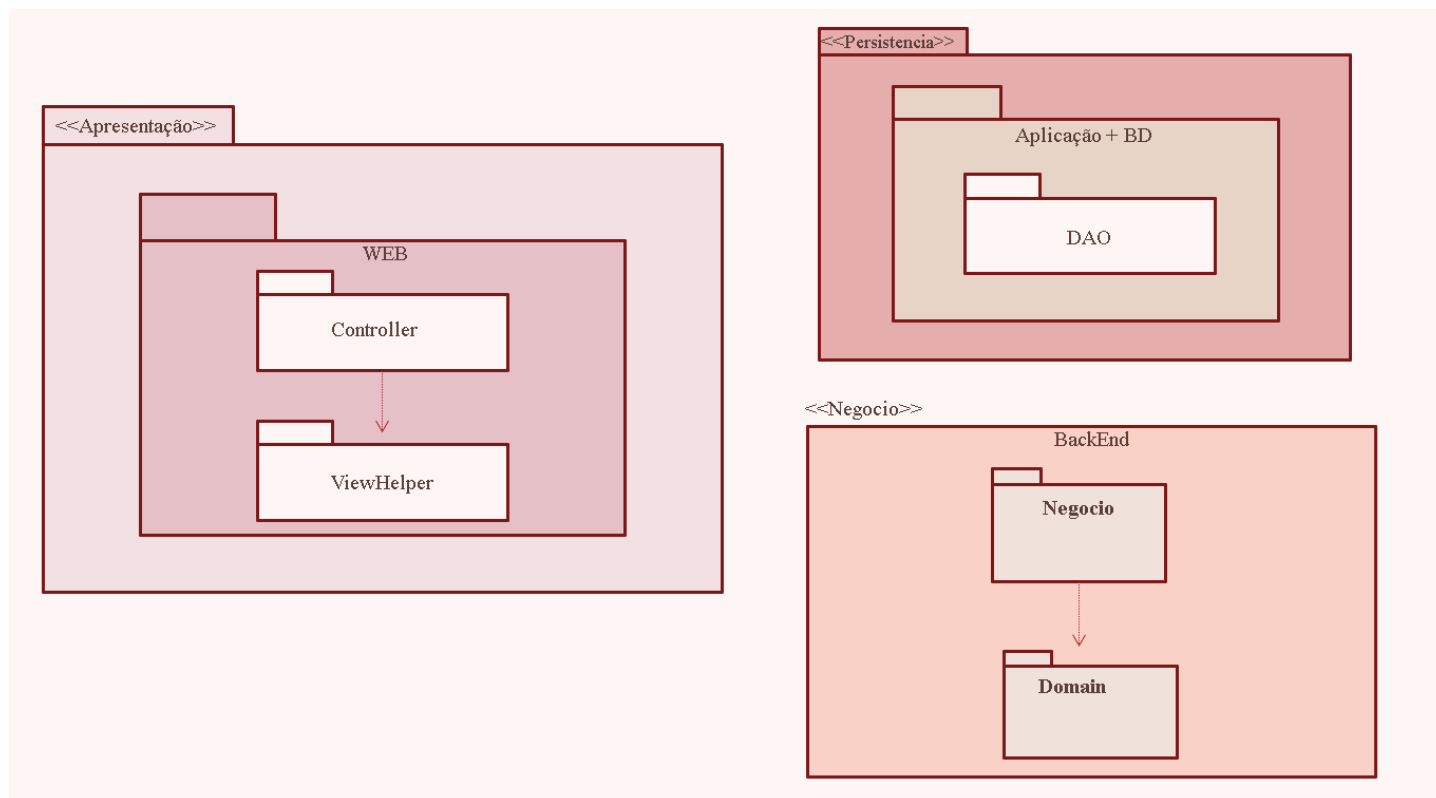 <<Apresentação>>
WEB
Controller
ViewHelper
<<Persistencia>>
Aplicação + BD
DAO
<<Negocio>>
BackEnd
Negocio
Domain